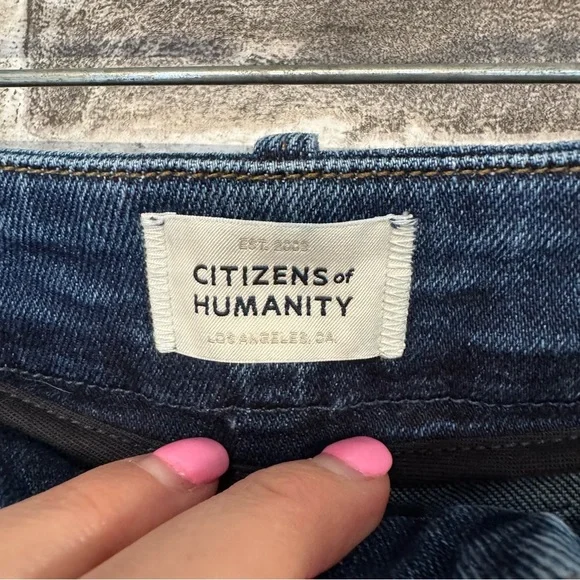 EST. 2003
CITIZENS of
HUMANITY
LOS ANGELES, CA.